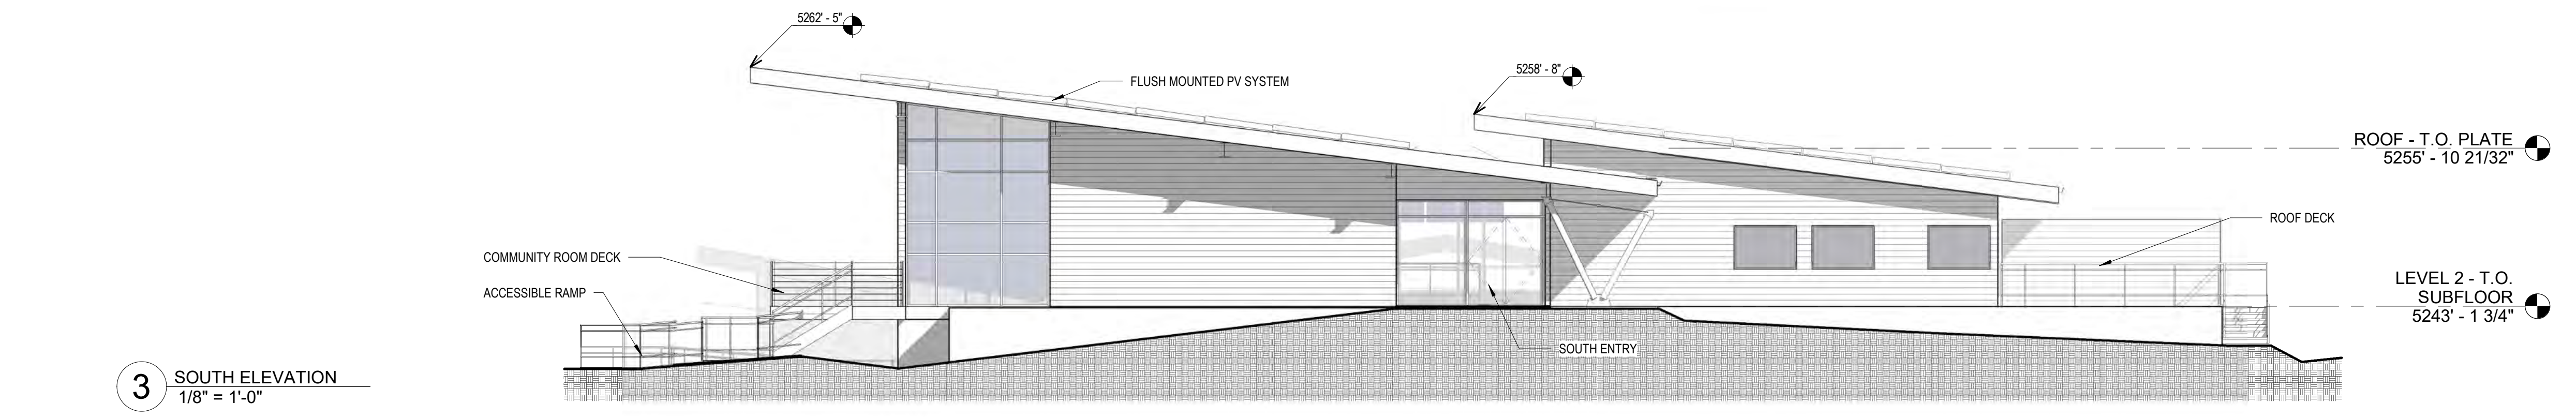 5262' - 5"
FLUSH MOUNTED PV SYSTEM
5258' - 8"
ROOF - T.O. PLATE
5255' - 10 21/32"
ROOF DECK
COMMUNITY ROOM DECK
ACCESSIBLE RAMP
LEVEL 2 - T.O.
SUBFLOOR
5243' - 1 3/4"
SOUTH ENTRY
3
SOUTH ELEVATION
1/8" = 1'-0"